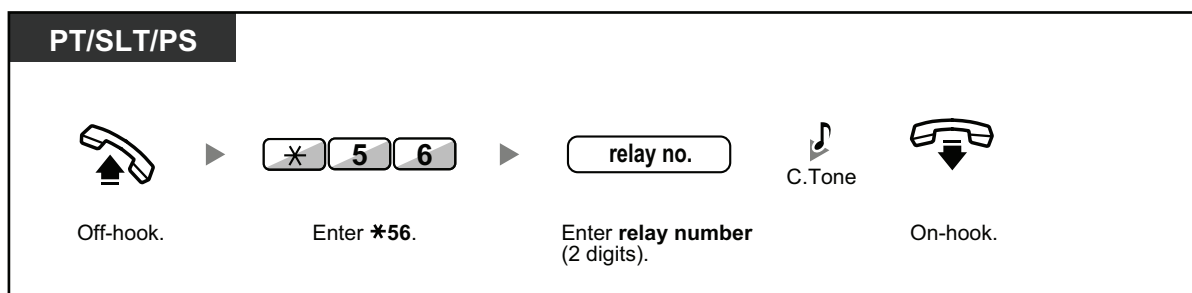 PT/SLT/PS
* 5 6
relay no.
C.Tone
Off-hook.
Enter *56.
Enter relay number
(2 digits).
On-hook.